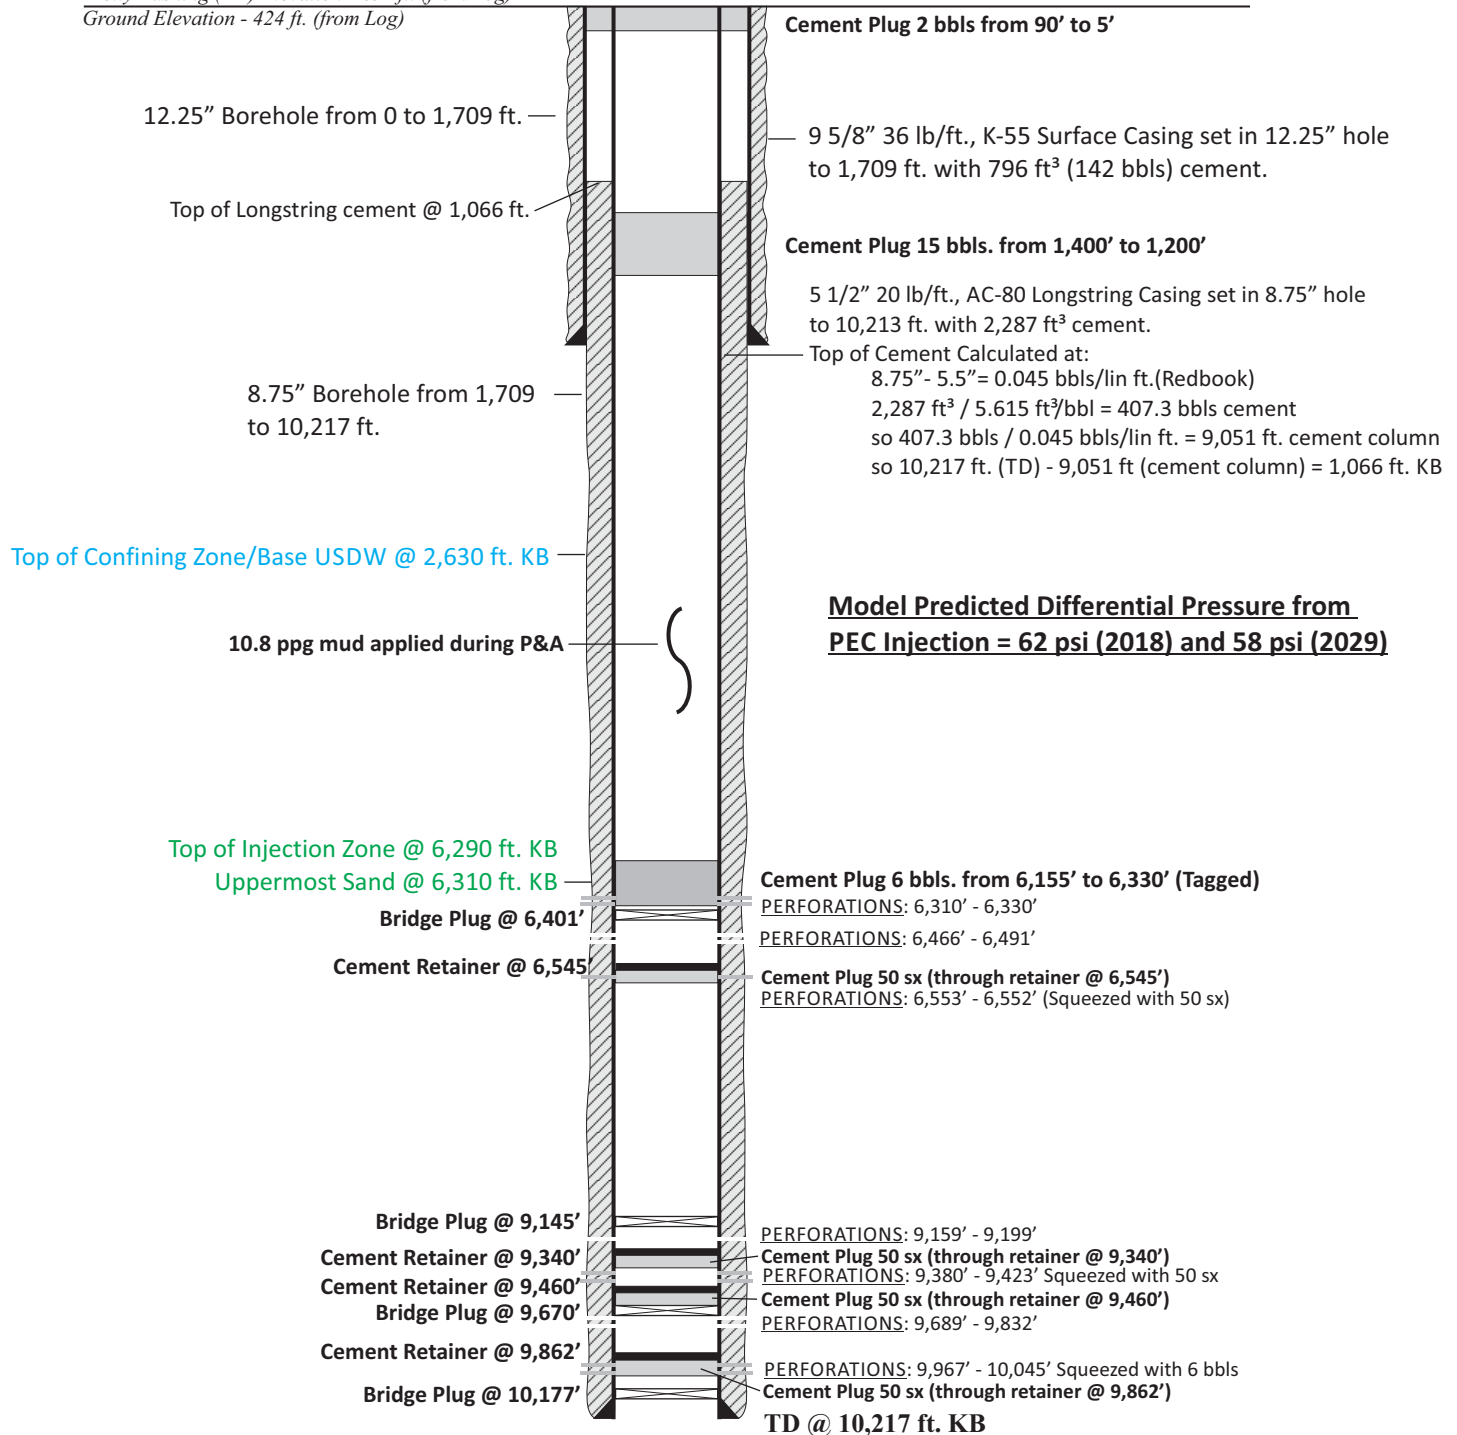 Ground Elevation - 424 ft. (from Log)
Cement Plug 2 bbls from 90’ to 5’
12.25” Borehole from 0 to 1,709 ft.
9 5/8” 36 lb/ft., K-55 Surface Casing set in 12.25” hole
to 1,709 ft. with 796 ft³ (142 bbls) cement.
Top of Longstring cement @ 1,066 ft.
Cement Plug 15 bbls. from 1,400’ to 1,200’
5 1/2” 20 lb/ft., AC-80 Longstring Casing set in 8.75” hole
to 10,213 ft. with 2,287 ft³ cement.
Top of Cement Calculated at:
8.75”- 5.5”= 0.045 bbls/lin ft.(Redbook)
2,287 ft³ / 5.615 ft³/bbl = 407.3 bbls cement
so 407.3 bbls / 0.045 bbls/lin ft. = 9,051 ft. cement column
so 10,217 ft. (TD) - 9,051 ft (cement column) = 1,066 ft. KB
8.75” Borehole from 1,709
to 10,217 ft.
Top of Confining Zone/Base USDW @ 2,630 ft. KB
10.8 ppg mud applied during P&A
Model Predicted Differential Pressure from
PEC Injection = 62 psi (2018) and 58 psi (2029)
Top of Injection Zone @ 6,290 ft. KB
Uppermost Sand @ 6,310 ft. KB
Cement Plug 6 bbls. from 6,155’ to 6,330’ (Tagged)
PERFORATIONS: 6,310’ - 6,330’
Bridge Plug @ 6,401’
PERFORATIONS: 6,466’ - 6,491’
Cement Retainer @ 6,545’
Cement Plug 50 sx (through retainer @ 6,545’)
PERFORATIONS: 6,553’ - 6,552’ (Squeezed with 50 sx)
Bridge Plug @ 9,145’
PERFORATIONS: 9,159’ - 9,199’
Cement Retainer @ 9,340’
Cement Plug 50 sx (through retainer @ 9,340’)
PERFORATIONS: 9,380’ - 9,423’ Squeezed with 50 sx
Cement Retainer @ 9,460’
Cement Plug 50 sx (through retainer @ 9,460’)
Bridge Plug @ 9,670’
PERFORATIONS: 9,689’ - 9,832’
Cement Retainer @ 9,862’
PERFORATIONS: 9,967’ - 10,045’ Squeezed with 6 bbls
Cement Plug 50 sx (through retainer @ 9,862’)
Bridge Plug @ 10,177’
TD @ 10,217 ft. KB